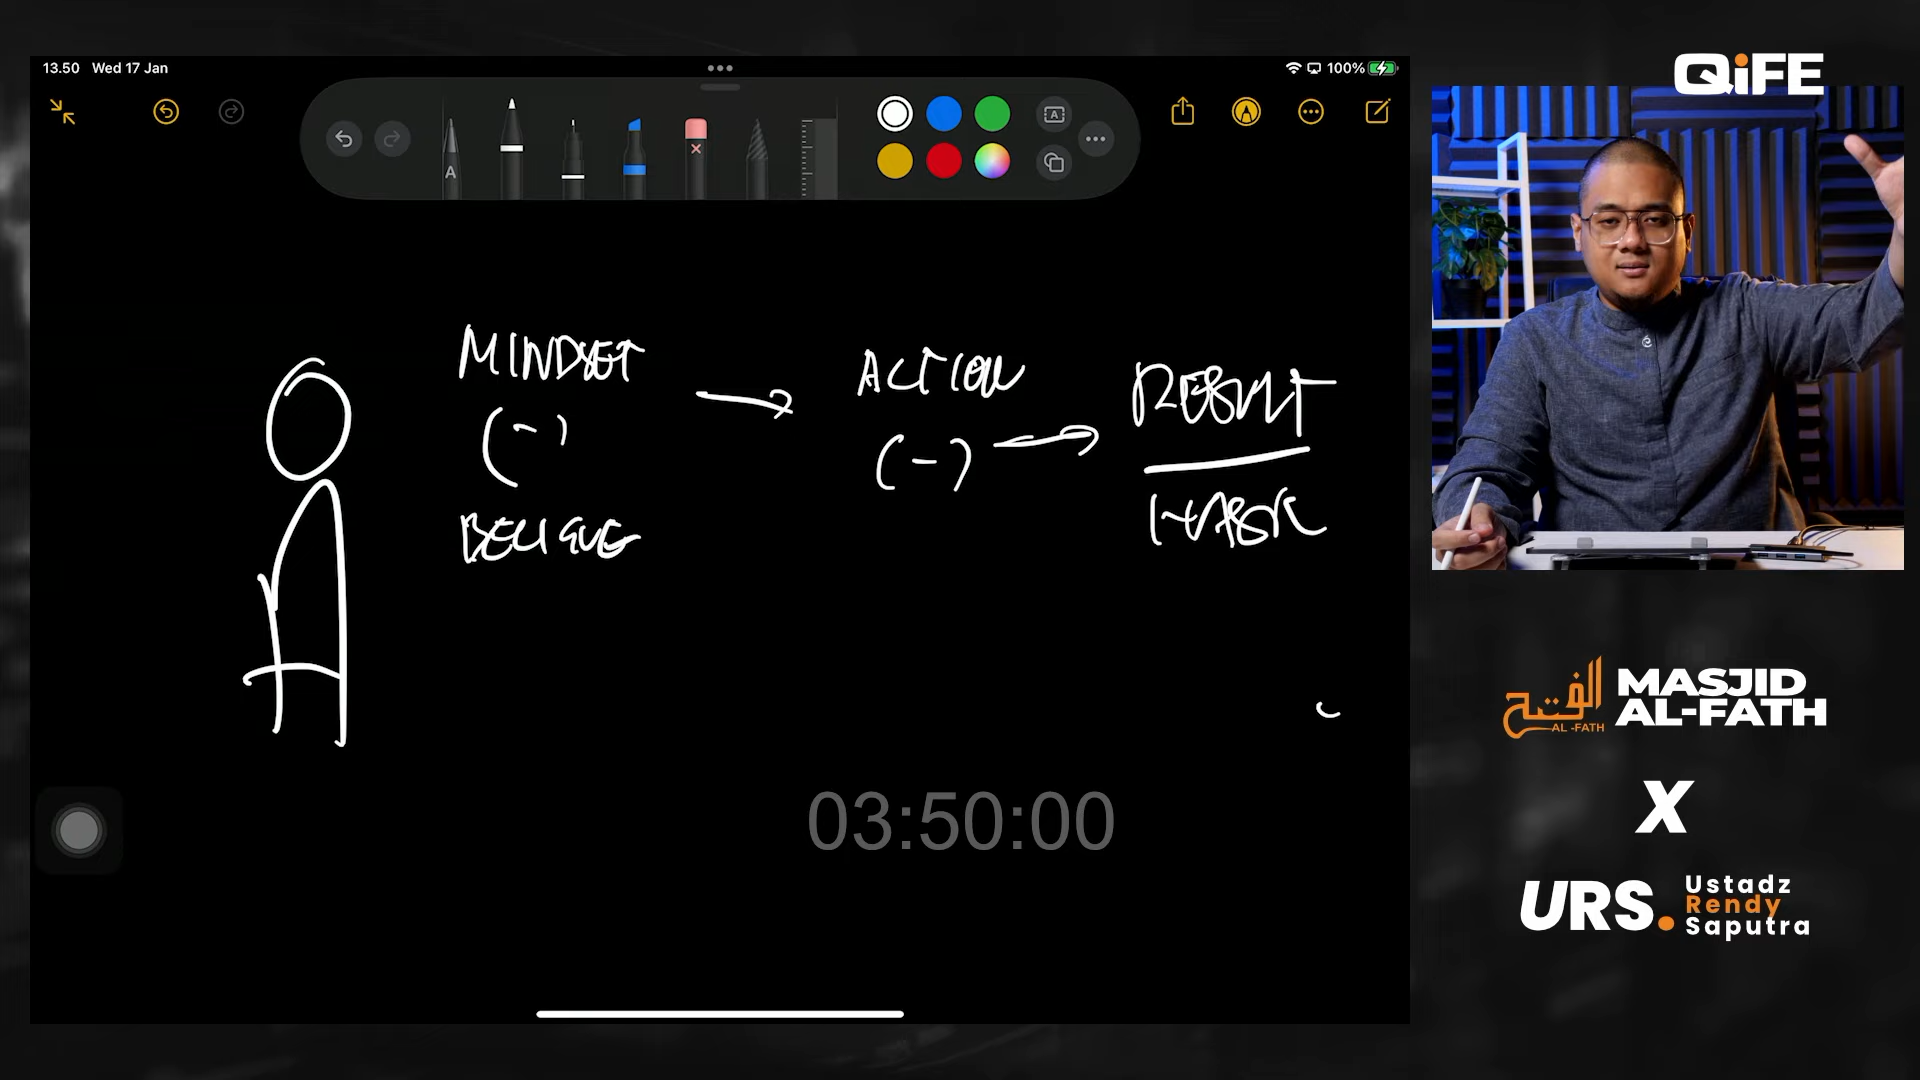 13.50 Wed 17 Jan
100%
QiFE
A
A
MINDSET
(-)
BELIEVE
ACTION
(-)
RESULT
HASIL
03:50:00
الفتح
AL-FATH
MASJID
AL-FATH
X
URS.
Ustadz
Rendy
Saputra